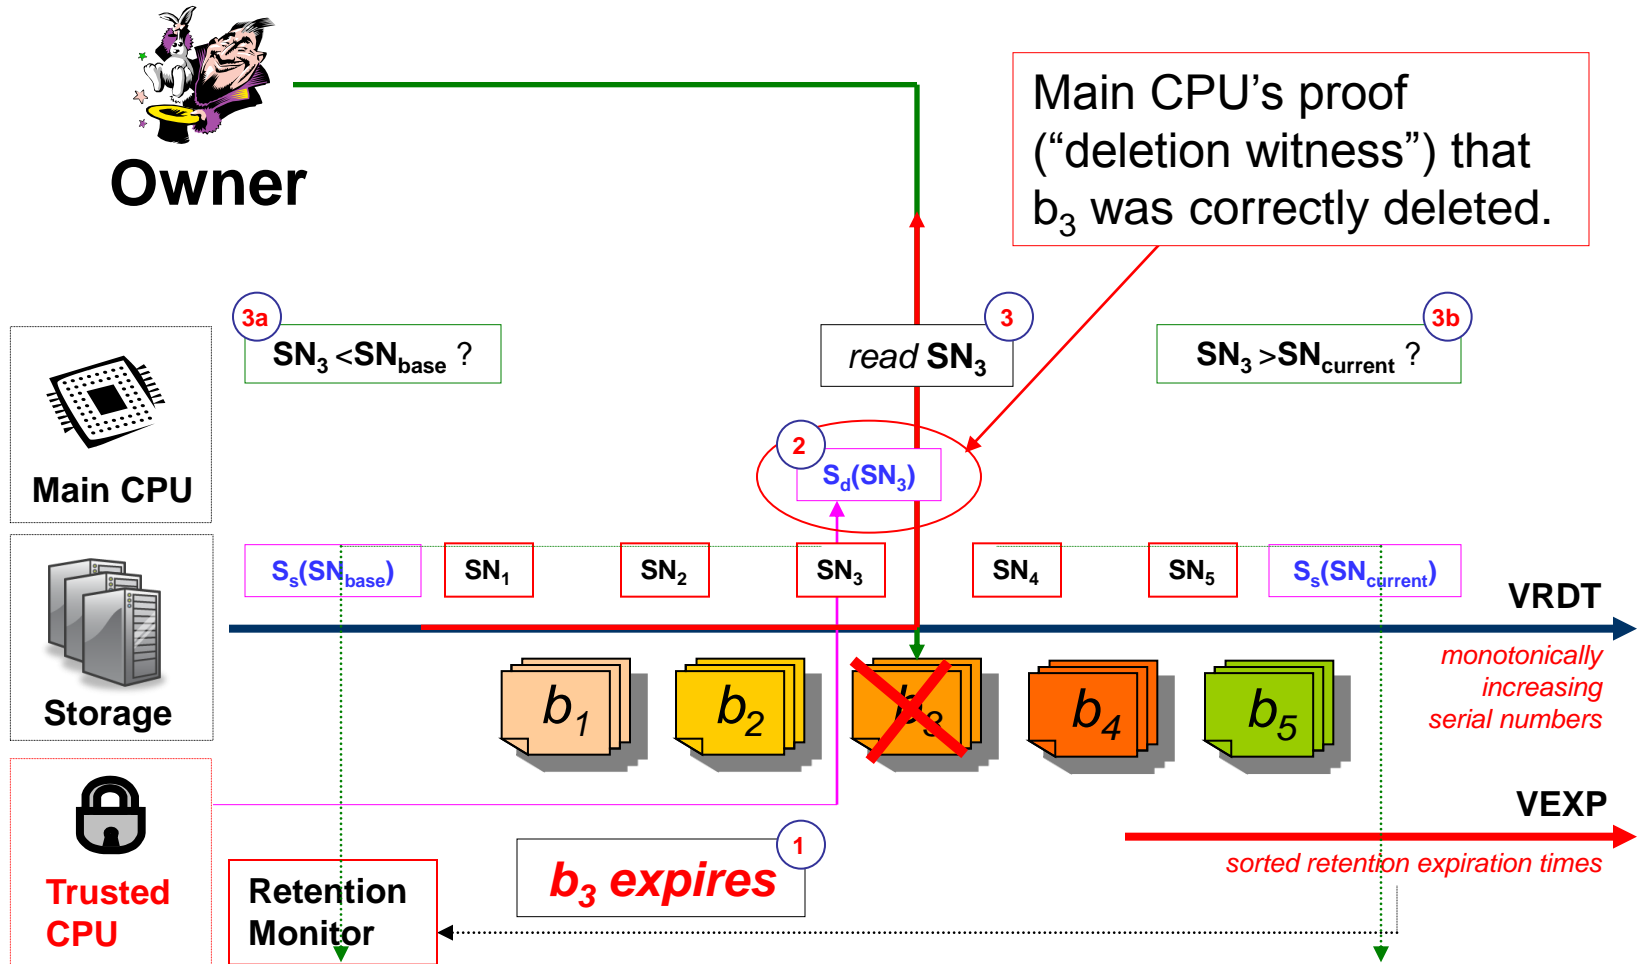 Owner
Main CPU's proof
(“deletion witness”) that
b3 was correctly deleted.
3a
SN3 <SNbase ?
3
read SN3
3b
SN3 >SNcurrent ?
Main CPU
2
Sd(SN3)
Ss(SNbase)
SN1
SN2
SN3
SN4
SN5
Ss(SNcurrent)
VRDT
monotonically
increasing
serial numbers
Storage
b1
b2
b3
b4
b5
VEXP
sorted retention expiration times
Trusted
CPU
Retention
Monitor
1
b3 expires